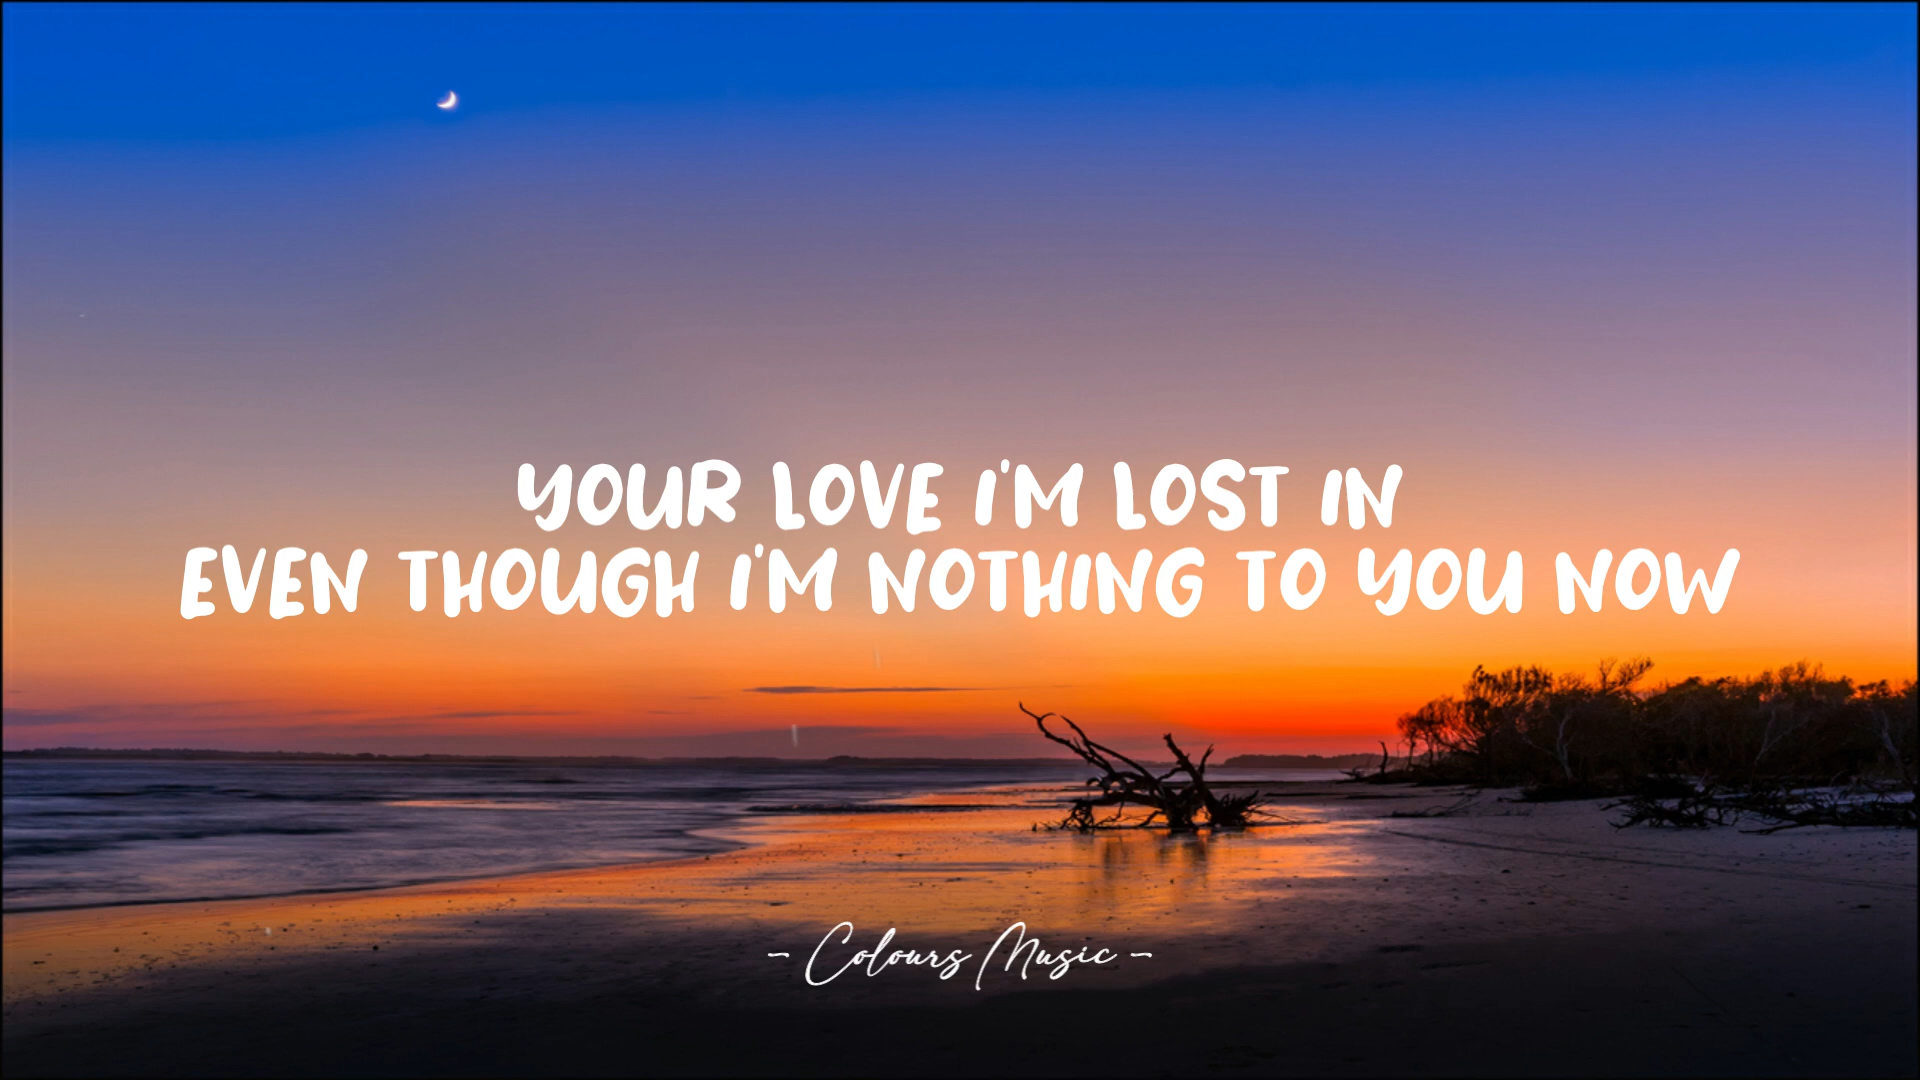 YOUR LOVE I'M LOST IN
EVEN THOUGH I'M NOTHING TO YOU NOW
- Colours Music -